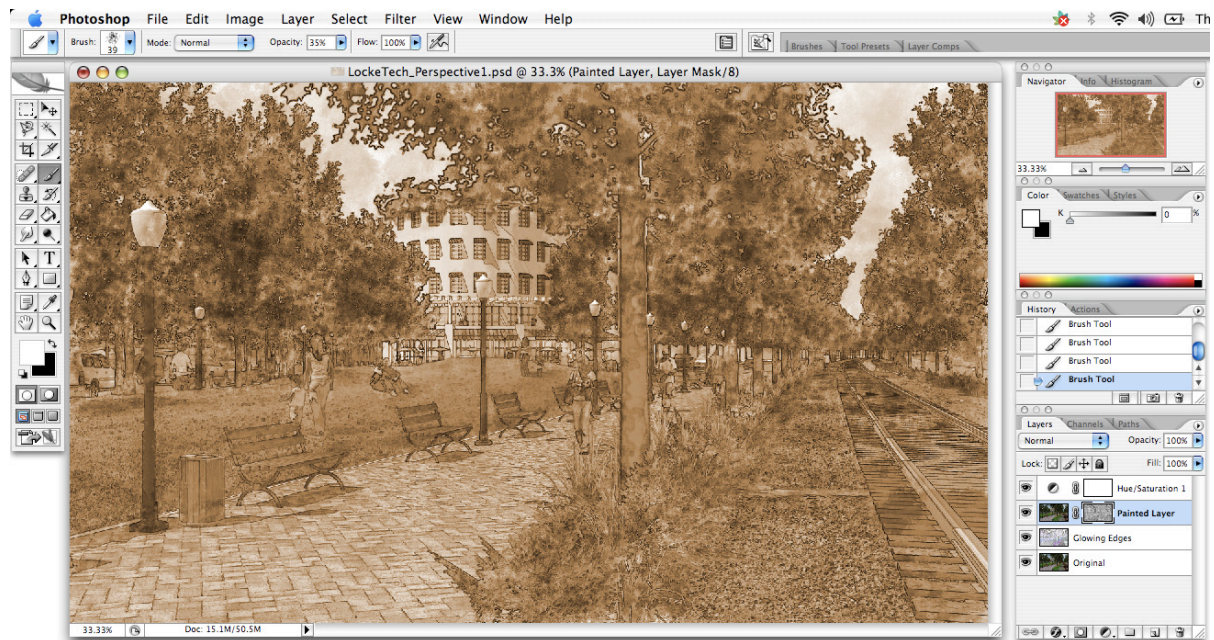 Photoshop File Edit Image Layer Select Filter View Window Help Th
Brush: 39 Mode: Normal Opacity: 35% Flow: 100% Brushes Tool Presets Layer Comps
LockeTech_Perspective1.psd @ 33.3% (Painted Layer, Layer Mask/8)
Navigator Info Histogram
33.33%
Color Swatches Styles
K 0 %
History Actions
Brush Tool
Brush Tool
Brush Tool
Brush Tool
Layers Channels Paths
Normal Opacity: 100%
Lock: Fill: 100%
Hue/Saturation 1
Painted Layer
Glowing Edges
Original
T
33.33% Doc: 15.1M/50.5M